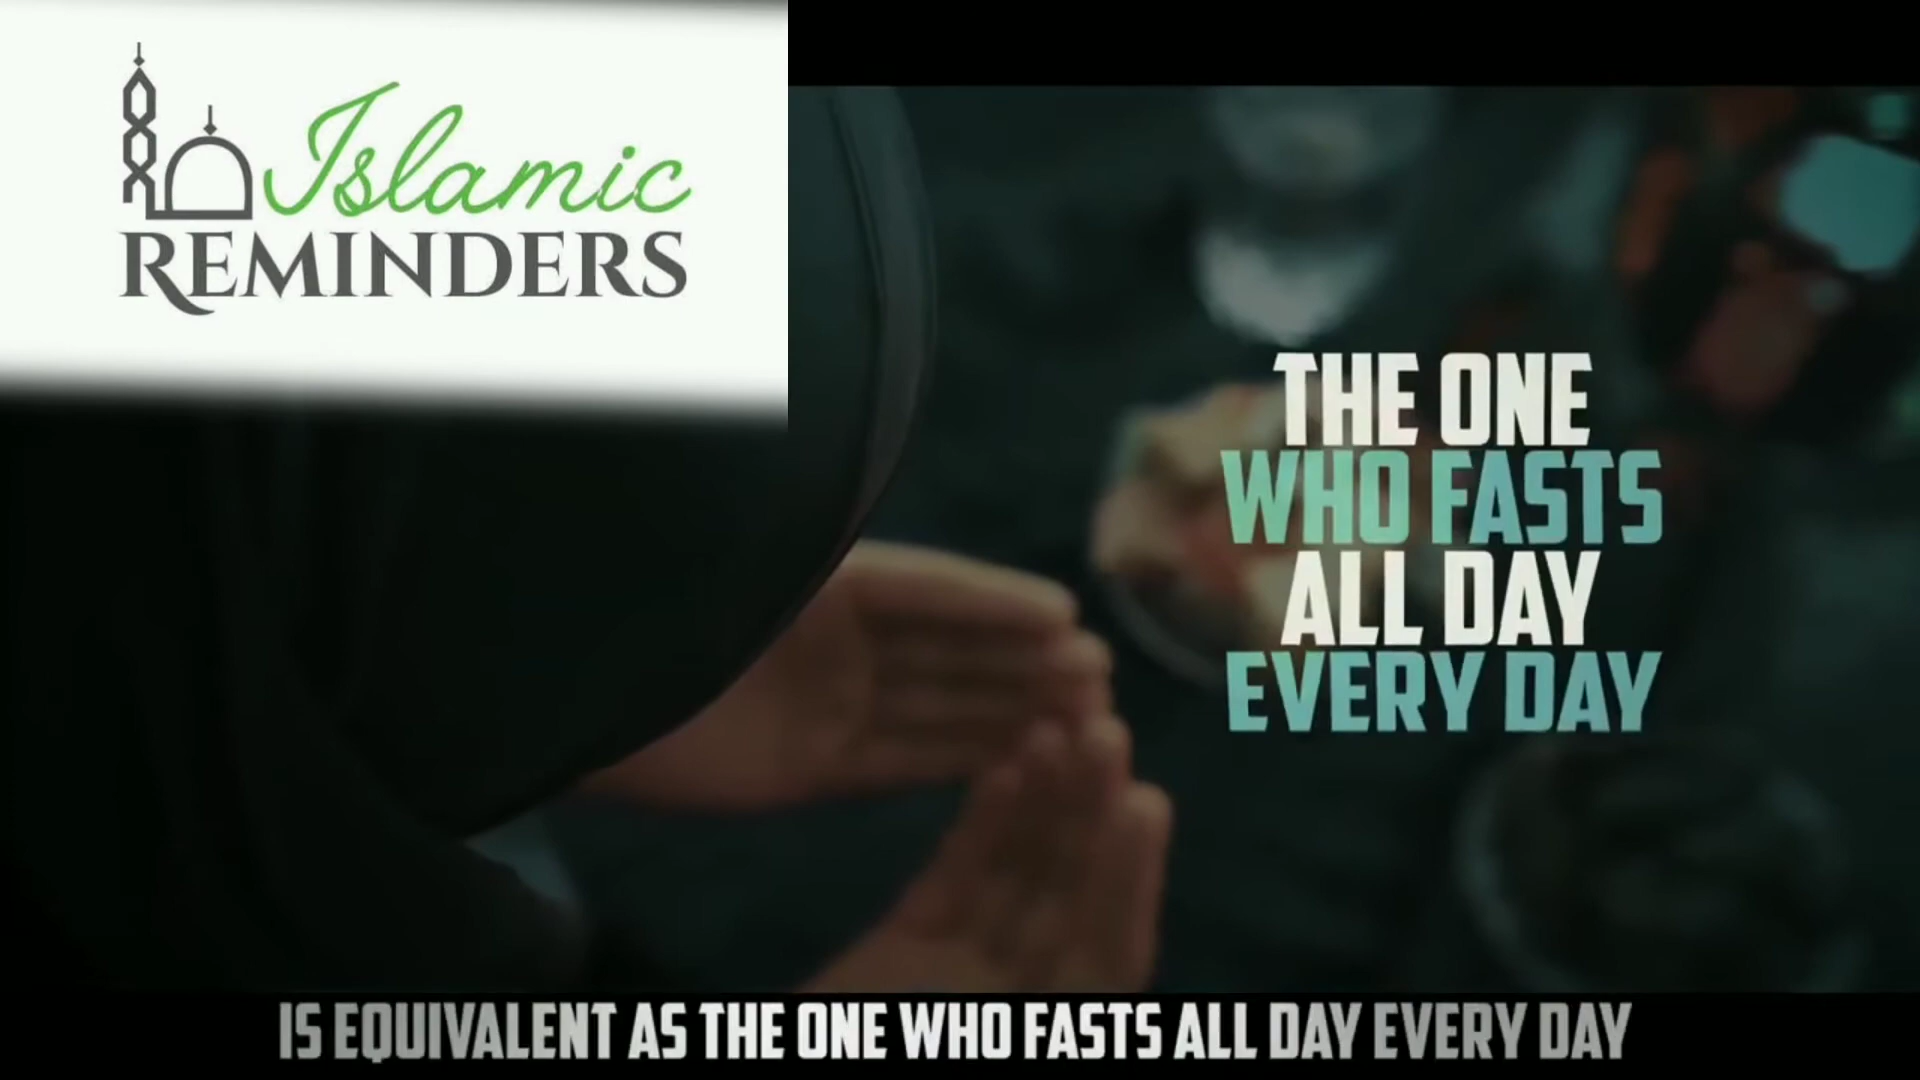 Islamic
REMINDERS
THE ONE
WHO FASTS
ALL DAY
EVERY DAY
IS EQUIVALENT AS THE ONE WHO FASTS ALL DAY EVERY DAY